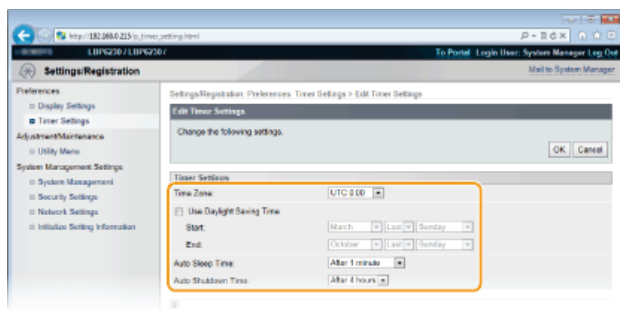 http://192.168.0.215/p_timer_setting.html
LBP6230 / LBP6230 / To Portal Login User: System Manager Log Out
Settings/Registration Mail to System Manager
Preferences
Display Settings
Timer Settings
Adjustment/Maintenance
Utility Menu
System Management Settings
System Management
Security Settings
Network Settings
Initialize Setting Information
Settings/Registration: Preferences: Timer Settings > Edit Timer Settings
Edit Timer Settings
Change the following settings.
OK Cancel
Timer Settings
Time Zone: UTC 0:00
Use Daylight Saving Time
Start: March Last Sunday
End: October Last Sunday
Auto Sleep Time: After 1 minute
Auto Shutdown Time: After 4 hours